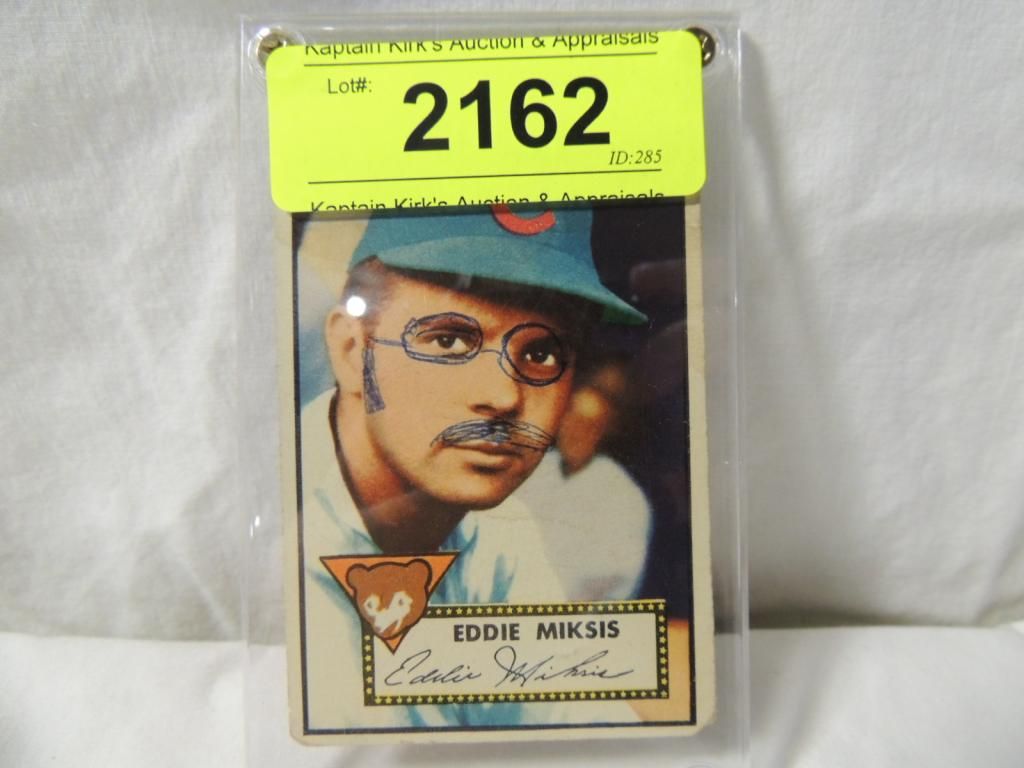 Kaptain Kirk's Auction & Appraisals
Lot#:
2162
ID:285
Kaptain Kirk's Auction & Appraisals
C
EDDIE MIKSIS
Eddie Miksis